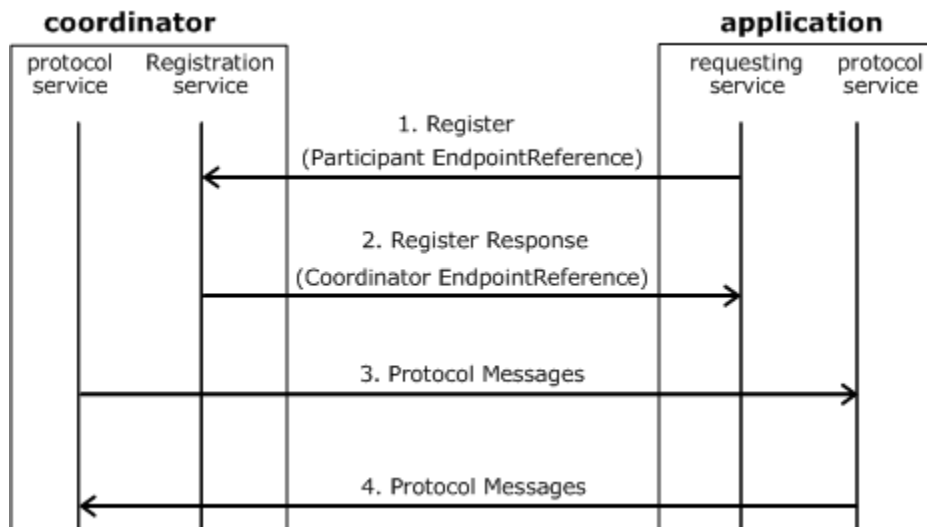 coordinator
application
protocol service
Registration service
requesting service
protocol service
1. Register
(Participant EndpointReference)
2. Register Response
(Coordinator EndpointReference)
3. Protocol Messages
4. Protocol Messages